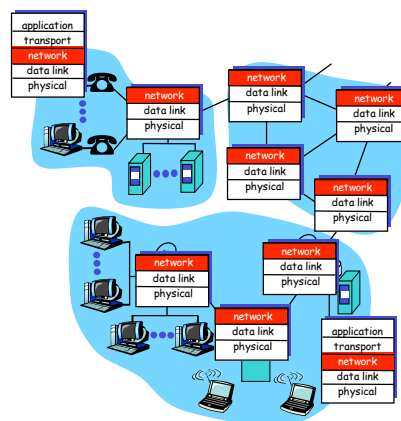 application
transport
network
data link
physical
network
data link
physical
network
data link
physical
network
data link
physical
network
data link
physical
network
data link
physical
network
data link
physical
network
data link
physical
network
data link
physical
application
transport
network
data link
physical